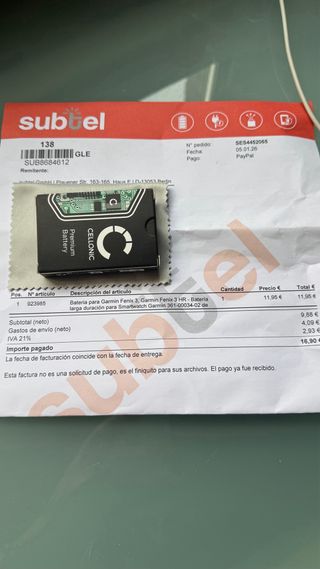 subtel
138
GLE
SUB8684612
Remitente:
Nº pedido: SES4452065
Fecha: 05.01.26
Pago: PayPal
CELLONIC
Premium
Battery
subtel
Pos. Nº artículo Descripción del artículo Cantidad Precio € Total €
1 923985 Batería para Garmin Fenix 3, Garmin Fenix 3 HR - Batería 1 11,95 € 11,95 €
larga duración para Smartwatch Garmin 361-00034-02 de
9,88 €
Subtotal (neto) 4,09 €
Gastos de envío (neto) 2,93 €
IVA 21% 16,90 €
Importe pagado
La fecha de facturación coincide con la fecha de entrega.
Esta factura no es una solicitud de pago, es el finiquito para sus archivos. El pago ya fue recibido.